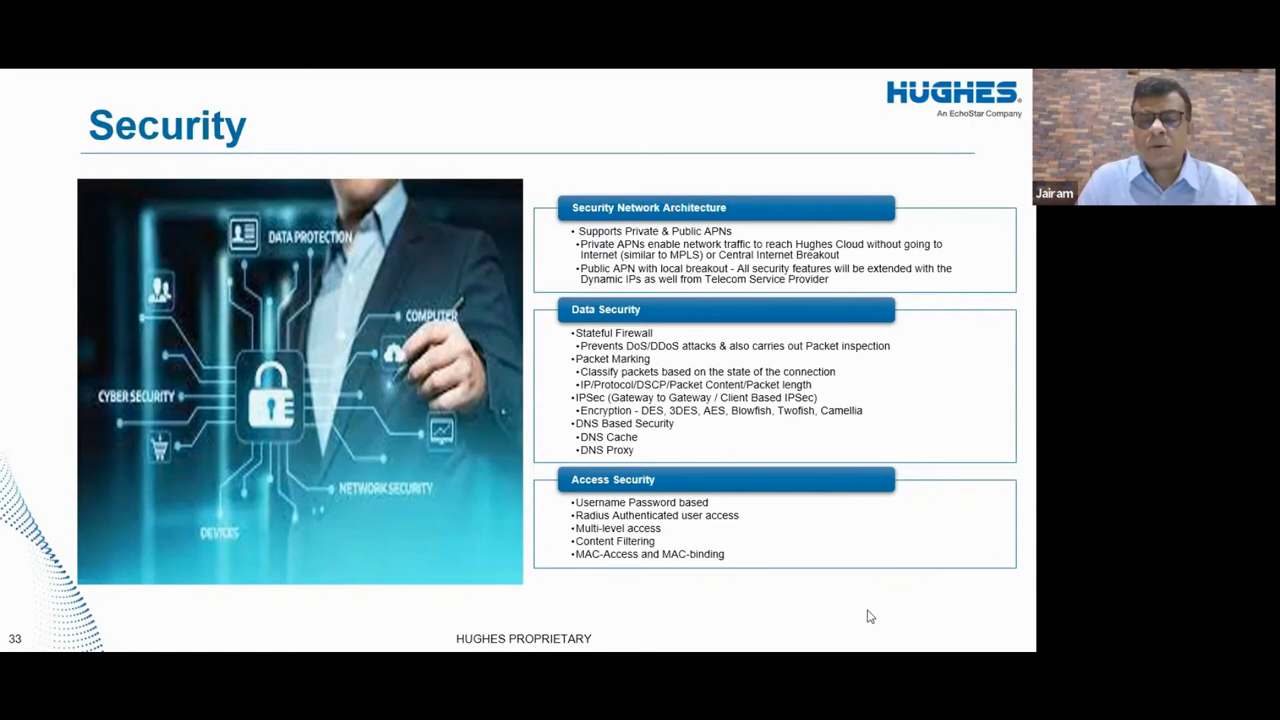 Security
HUGHES®
An EchoStar Company
Jairam
DATA PROTECTION
COMPUTER
CYBER SECURITY
NETWORK SECURITY
DEVICES
Security Network Architecture
• Supports Private & Public APNs
•Private APNs enable network traffic to reach Hughes Cloud without going to
Internet (similar to MPLS) or Central Internet Breakout
•Public APN with local breakout - All security features will be extended with the
Dynamic IPs as well from Telecom Service Provider
Data Security
•Stateful Firewall
•Prevents DoS/DDoS attacks & also carries out Packet inspection
•Packet Marking
•Classify packets based on the state of the connection
•IP/Protocol/DSCP/Packet Content/Packet length
•IPSec (Gateway to Gateway / Client Based IPSec)
•Encryption - DES, 3DES, AES, Blowfish, Twofish, Camellia
•DNS Based Security
•DNS Cache
•DNS Proxy
Access Security
•Username Password based
•Radius Authenticated user access
•Multi-level access
•Content Filtering
•MAC-Access and MAC-binding
33
HUGHES PROPRIETARY